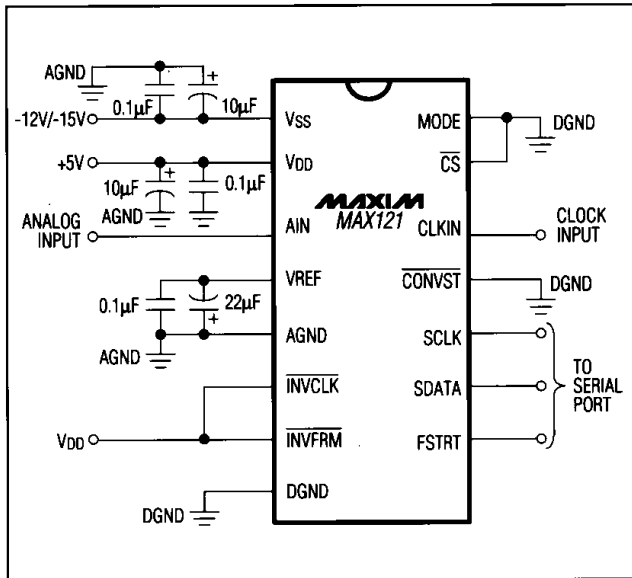 AGND
0.1µF
+
10µF
-12V/-15V
+5V
10µF
+
0.1µF
AGND
ANALOG
INPUT
0.1µF
22µF
+
AGND
VDD
DGND
VSS
VDD
AIN
VREF
AGND
INVCLK
INVFRM
DGND
MAXIM
MAX121
MODE
CS
CLKIN
CONVST
SCLK
SDATA
FSTRT
DGND
CLOCK
INPUT
DGND
TO
SERIAL
PORT